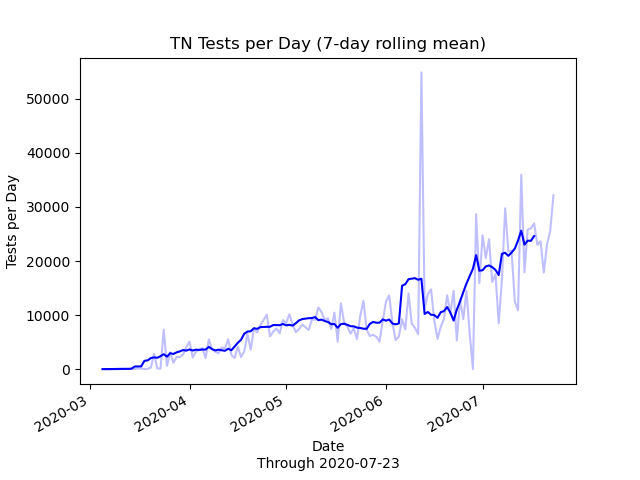 TN Tests per Day (7-day rolling mean)
50000
40000
30000
20000
10000
0
Tests per Day
2020-03
2020-04
2020-05
2020-06
2020-07
Date
Through 2020-07-23